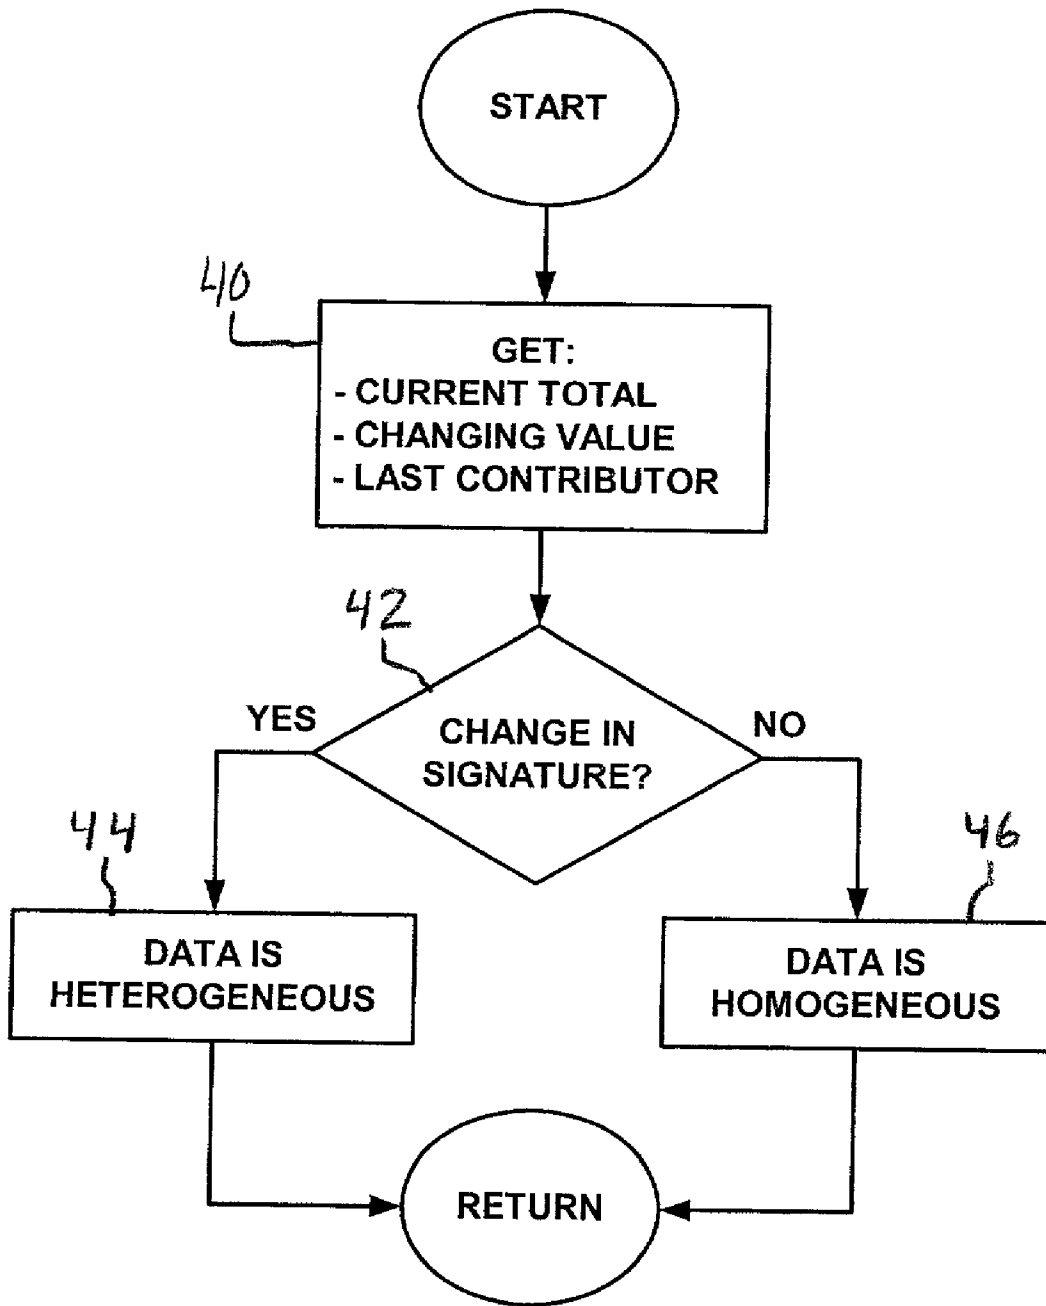 START
40
GET:
- CURRENT TOTAL
- CHANGING VALUE
- LAST CONTRIBUTOR
42
YES
CHANGE IN
SIGNATURE?
NO
44
DATA IS
HETEROGENEOUS
46
DATA IS
HOMOGENEOUS
RETURN